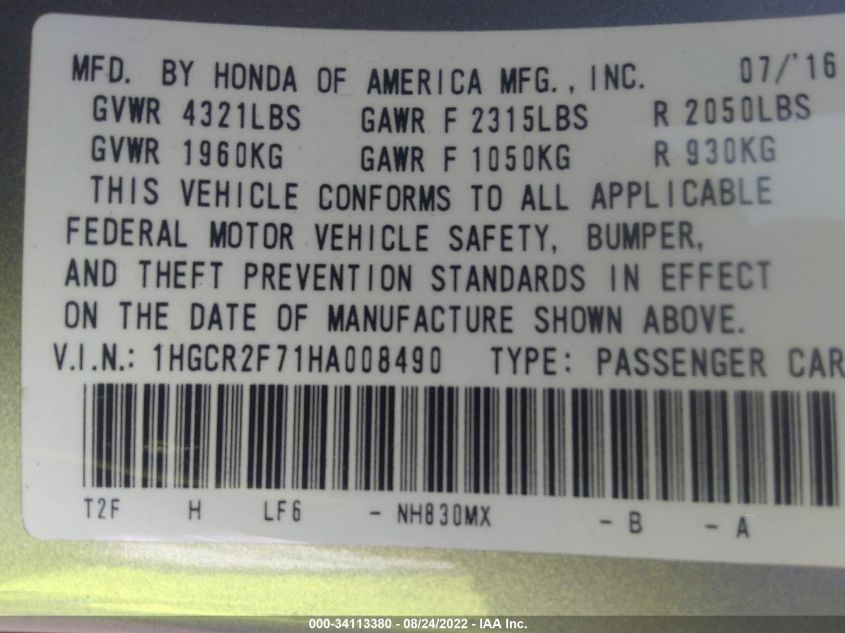 MFD. BY HONDA OF AMERICA MFG., INC. 07/'16
GVWR 4321LBS GAWR F 2315LBS R 2050LBS
GVWR 1960KG GAWR F 1050KG R 930KG
THIS VEHICLE CONFORMS TO ALL APPLICABLE
FEDERAL MOTOR VEHICLE SAFETY, BUMPER,
AND THEFT PREVENTION STANDARDS IN EFFECT
ON THE DATE OF MANUFACTURE SHOWN ABOVE.
V.I.N.: 1HGCR2F71HA008490 TYPE: PASSENGER CAR
T2F H LF6 - NH830MX - B - A
000-34113380 - 08/24/2022 - IAA Inc.